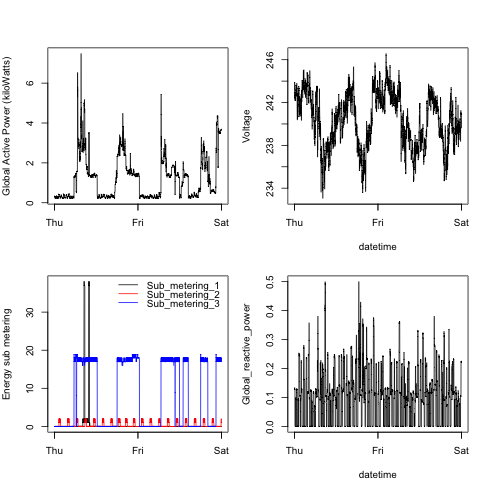 Global Active Power (kiloWatts)
0 2 4 6
Thu Fri Sat
Voltage
234 238 242 246
Thu Fri Sat
datetime
Energy sub metering
0 10 20 30
Sub_metering_1
Sub_metering_2
Sub_metering_3
Thu Fri Sat
Global_reactive_power
0.0 0.1 0.2 0.3 0.4 0.5
Thu Fri Sat
datetime